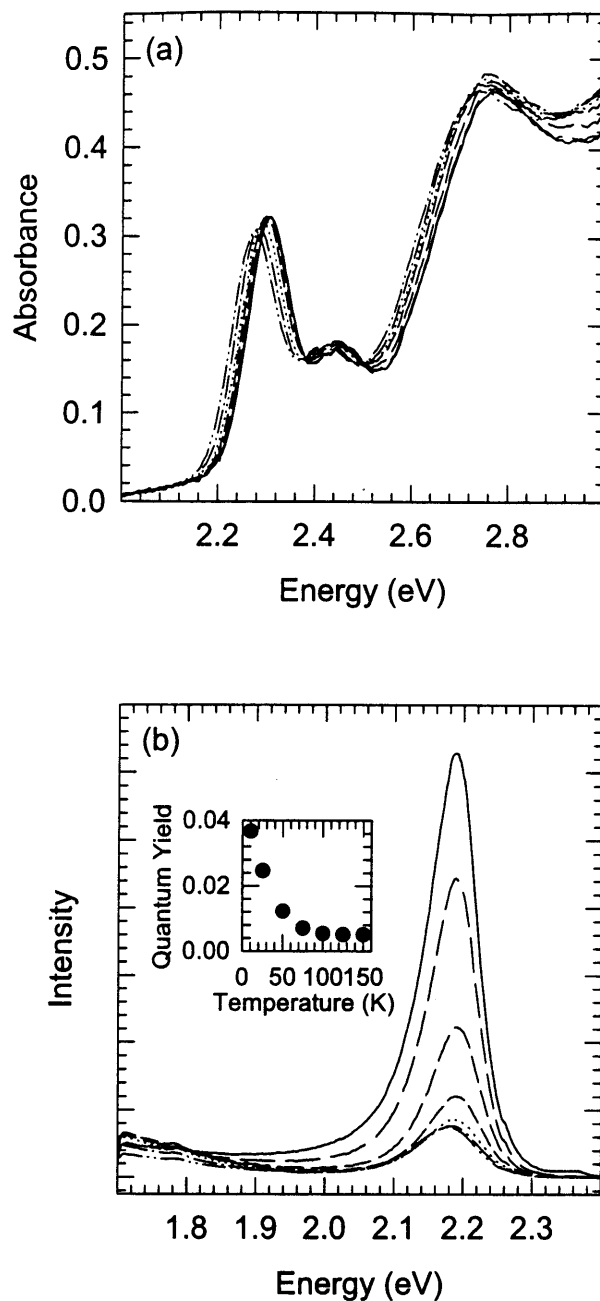 (a)
0.5
0.4
0.3
0.2
0.1
0.0
Absorbance
2.2 2.4 2.6 2.8
Energy (eV)
(b)
0.04
0.02
0.00
Quantum Yield
0 50 100 150
Temperature (K)
Intensity
1.8 1.9 2.0 2.1 2.2 2.3
Energy (eV)